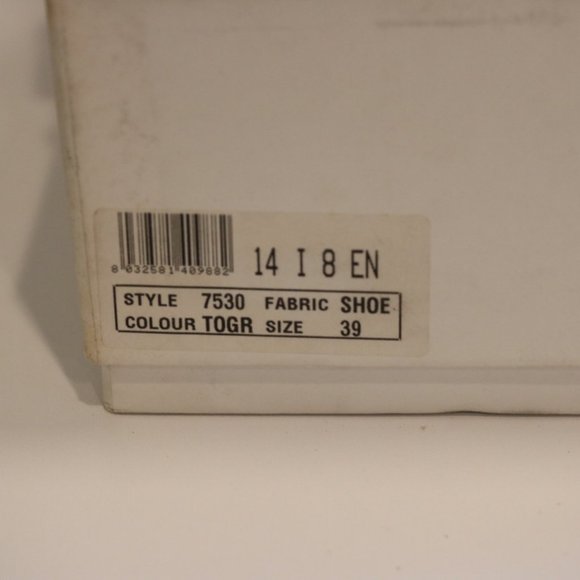 8 032581 409882
14 I 8 EN
STYLE 7530 FABRIC SHOE
COLOUR TOGR SIZE 39